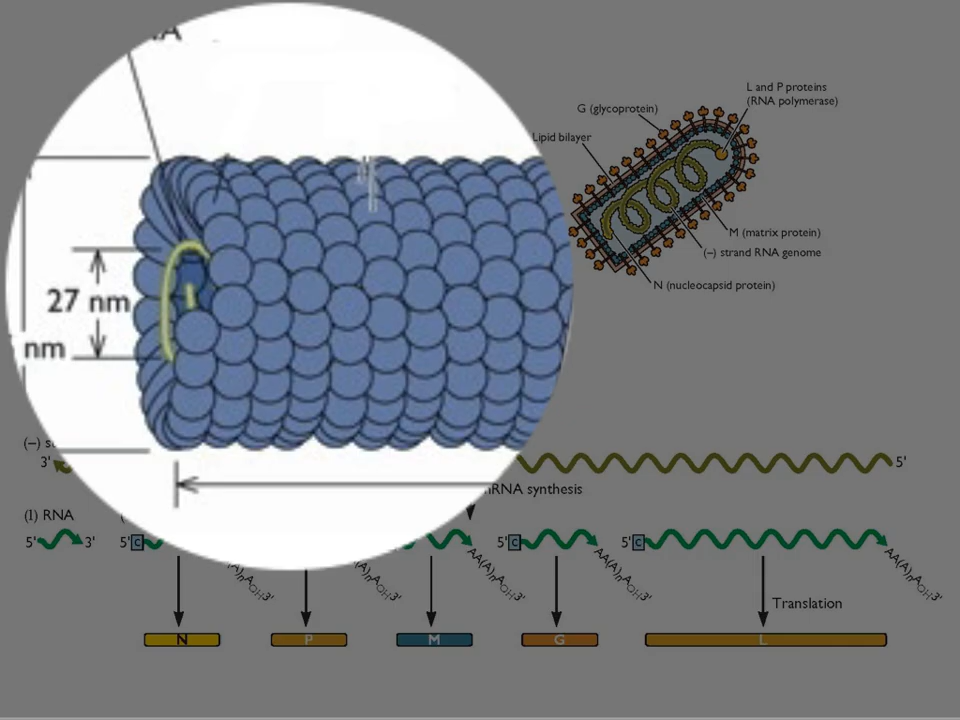 L and P proteins
(RNA polymerase)
G (glycoprotein)
Lipid bilayer
M (matrix protein)
(–) strand RNA genome
N (nucleocapsid protein)
27 nm
nm
(–)
3' 5'
synthesis
(I) RNA
5' 3' 5' C 5' C 5' C
AA(A)nAOH3' AA(A)nAOH3' AA(A)nAOH3'
Translation
N P M G L